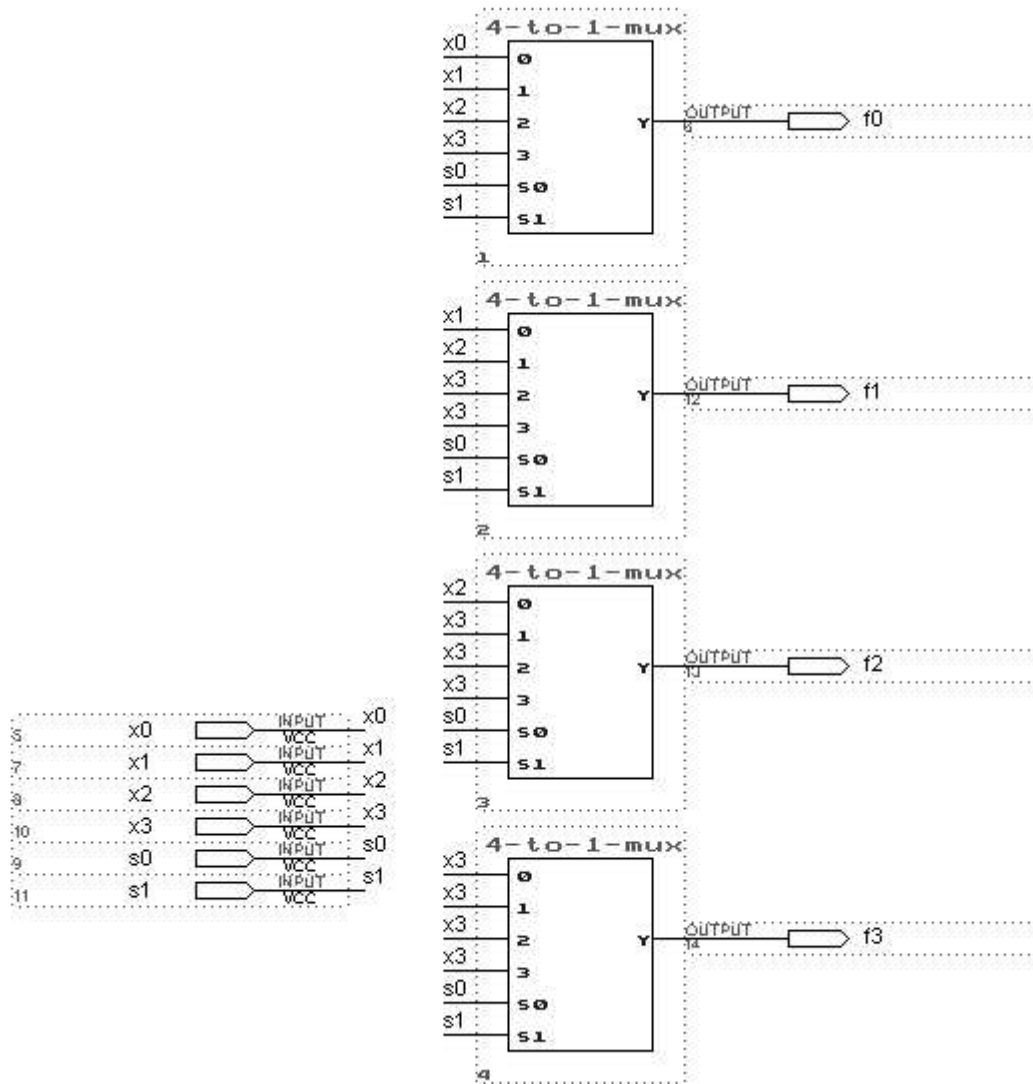 4-to-1-mux
x0 0
x1 1
x2 2 Y OUTPUT f0
x3 3
s0 S0
s1 S1
1
4-to-1-mux
x1 0
x2 1
x3 2 Y OUTPUT 12 f1
x3 3
s0 S0
s1 S1
2
4-to-1-mux
x2 0
x3 1
x3 2 Y OUTPUT 13 f2
x3 3
s0 S0
s1 S1
3
x0 INPUT VCC x0
7 x1 INPUT VCC x1
8 x2 INPUT VCC x2
10 x3 INPUT VCC x3
9 s0 INPUT VCC s0
11 s1 INPUT VCC s1
4-to-1-mux
x3 0
x3 1
x3 2 Y OUTPUT 14 f3
x3 3
s0 S0
s1 S1
4